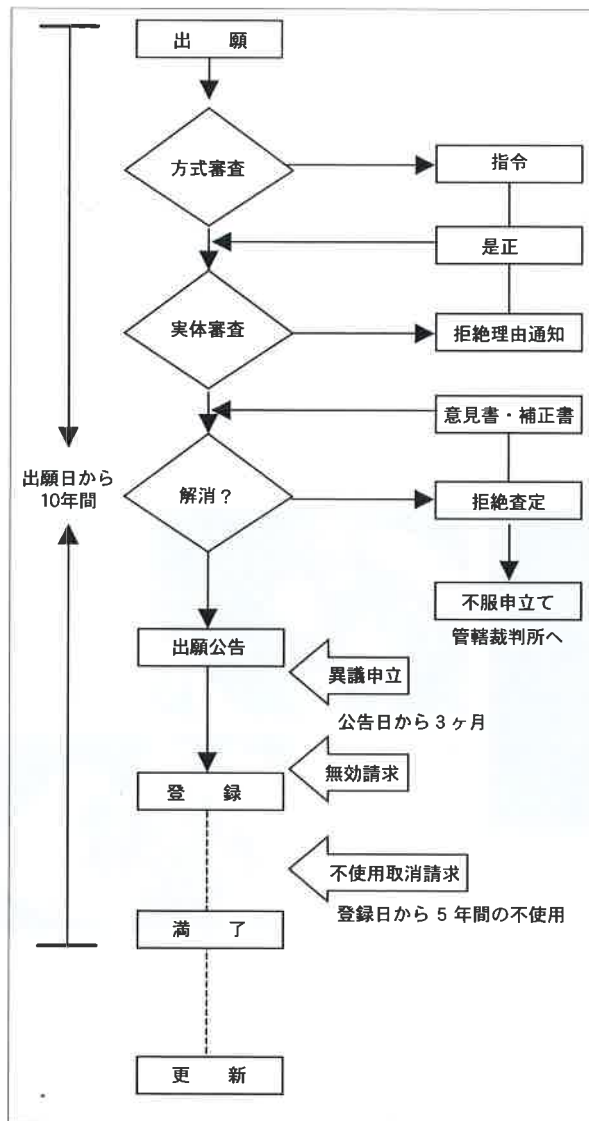 出　願
方式審査
指令
是正
実体審査
拒絶理由通知
意見書・補正書
出願日から
10年間
解消？
拒絶査定
不服申立て
管轄裁判所へ
出願公告
異議申立
公告日から３ヶ月
無効請求
登　録
不使用取消請求
登録日から 5 年間の不使用
満　了
更　新